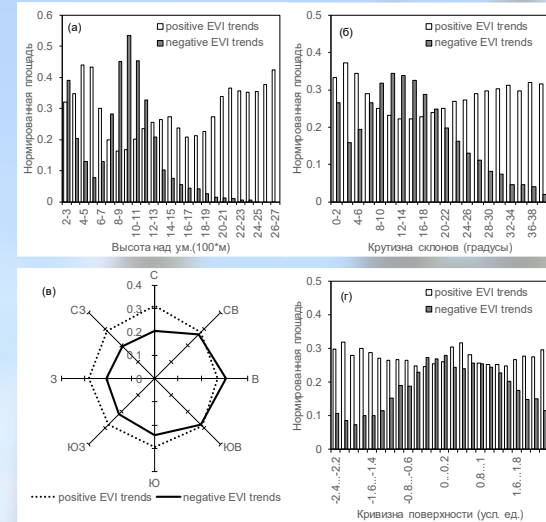 (а)
positive EVI trends
negative EVI trends
Нормированная площадь
0.6
0.5
0.4
0.3
0.2
0.1
0
2-3
4-5
6-7
8-9
10-11
12-13
14-15
16-17
18-19
20-21
22-23
24-25
26-27
Высота над у.м.(100*м)
(б)
positive EVI trends
negative EVI trends
Нормированная площадь
0.5
0.4
0.3
0.2
0.1
0
0-2
4-6
8-10
12-14
16-18
20-22
24-26
28-30
32-34
36-38
Крутизна склонов (градусы)
(в)
С
СВ
В
ЮВ
Ю
ЮЗ
З
СЗ
0.4
0.3
0.2
0.1
0
positive EVI trends
negative EVI trends
(г)
positive EVI trends
negative EVI trends
Нормированная площадь
0.5
0.4
0.3
0.2
0.1
0
-2.4...-2.2
-1.6...-1.4
-0.8...-0.6
0...0.2
0.8...1
1.6...1.8
Кривизна поверхности (усл. ед.)